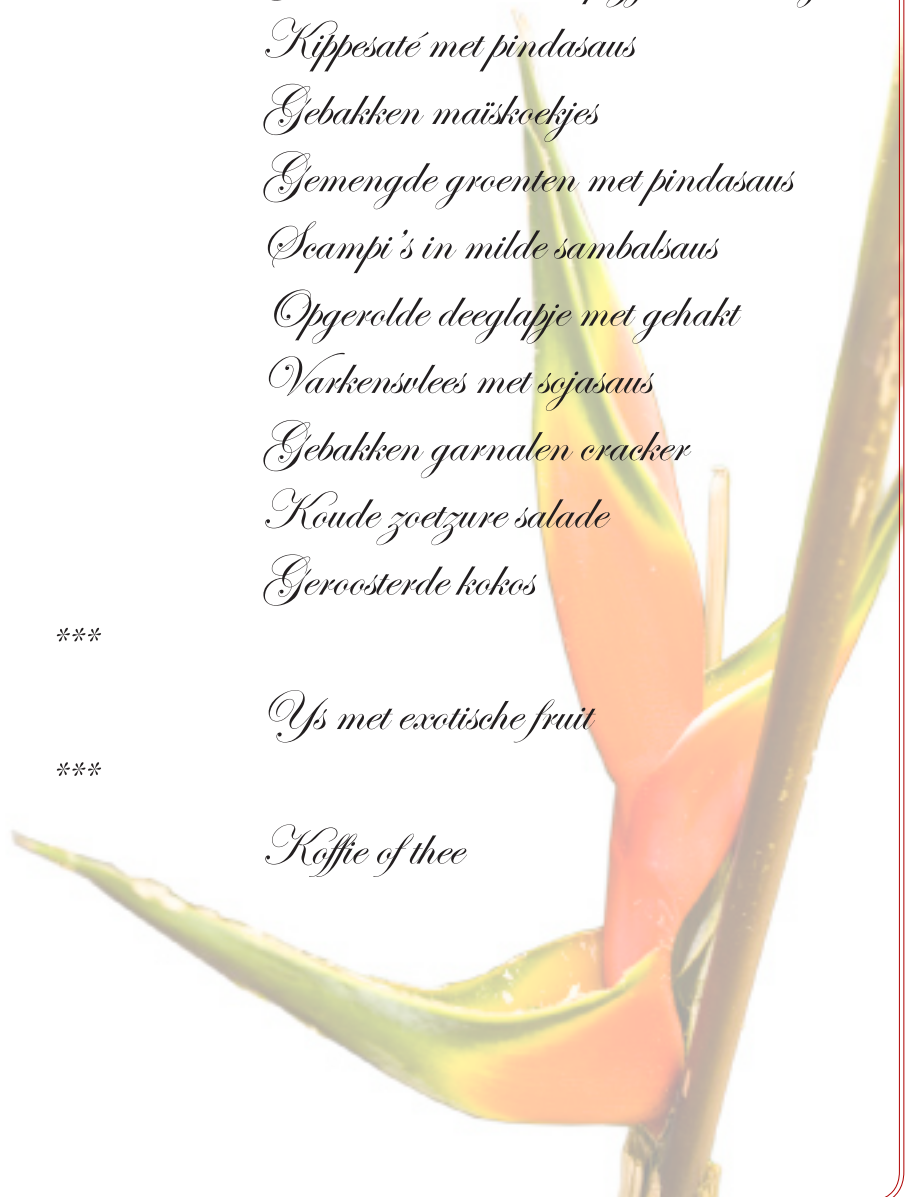 Kippesaté met pindasaus
Gebakken maïskoekjes
Gemengde groenten met pindasaus
Scampi's in milde sambalsaus
Opgerolde deeglapje met gehakt
Varkensvlees met sojasaus
Gebakken garnalen cracker
Koude zoetzure salade
Geroosterde kokos
***
Ys met exotische fruit
***
Koffie of thee